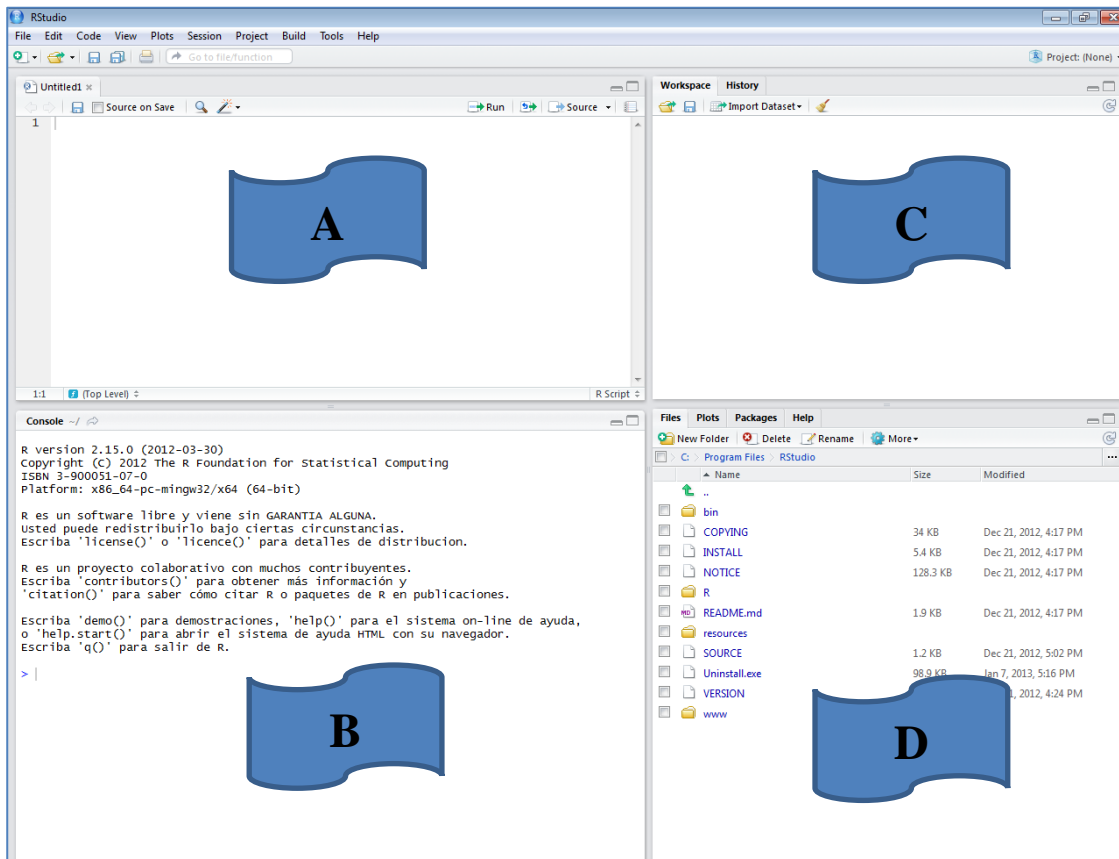 RStudio
File Edit Code View Plots Session Project Build Tools Help
Go to file/function
Project: (None)
Untitled1
Source on Save Run Source
1
A
1:1 (Top Level) R Script
Console ~/
R version 2.15.0 (2012-03-30)
Copyright (C) 2012 The R Foundation for Statistical Computing
ISBN 3-900051-07-0
Platform: x86_64-pc-mingw32/x64 (64-bit)
R es un software libre y viene sin GARANTIA ALGUNA.
Usted puede redistribuirlo bajo ciertas circunstancias.
Escriba 'license()' o 'licence()' para detalles de distribucion.
R es un proyecto colaborativo con muchos contribuyentes.
Escriba 'contributors()' para obtener más información y
'citation()' para saber cómo citar R o paquetes de R en publicaciones.
Escriba 'demo()' para demostraciones, 'help()' para el sistema on-line de ayuda,
o 'help.start()' para abrir el sistema de ayuda HTML con su navegador.
Escriba 'q()' para salir de R.
>
B
Workspace History
Import Dataset
C
Files Plots Packages Help
New Folder Delete Rename More
C: Program Files RStudio
Name Size Modified
..
bin
COPYING 34 KB Dec 21, 2012, 4:17 PM
INSTALL 5.4 KB Dec 21, 2012, 4:17 PM
NOTICE 128.3 KB Dec 21, 2012, 4:17 PM
R
README.md 1.9 KB Dec 21, 2012, 4:17 PM
resources
SOURCE 1.2 KB Dec 21, 2012, 5:02 PM
Uninstall.exe 98.9 KB Jan 7, 2013, 5:16 PM
VERSION 1, 2012, 4:24 PM
www
D